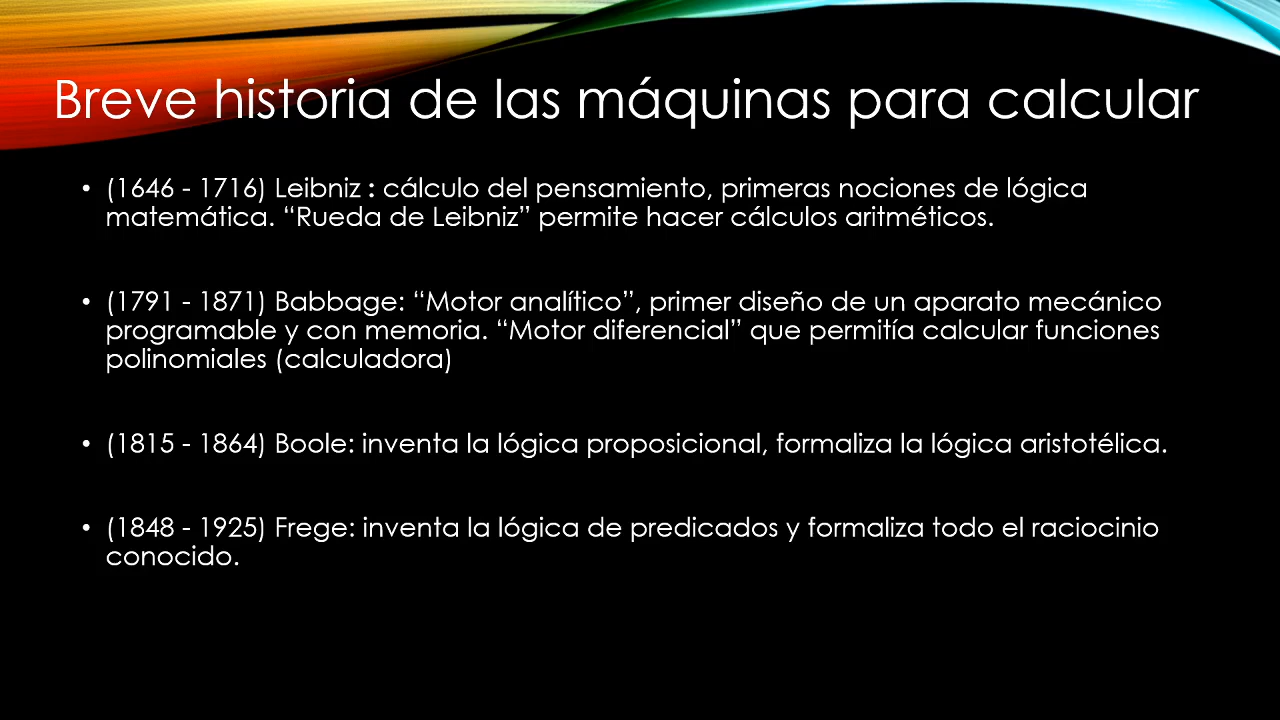 Breve historia de las máquinas para calcular
• (1646 - 1716) Leibniz : cálculo del pensamiento, primeras nociones de lógica
matemática. “Rueda de Leibniz” permite hacer cálculos aritméticos.
• (1791 - 1871) Babbage: “Motor analítico”, primer diseño de un aparato mecánico
programable y con memoria. “Motor diferencial” que permitía calcular funciones
polinomiales (calculadora)
• (1815 - 1864) Boole: inventa la lógica proposicional, formaliza la lógica aristotélica.
• (1848 - 1925) Frege: inventa la lógica de predicados y formaliza todo el raciocinio
conocido.